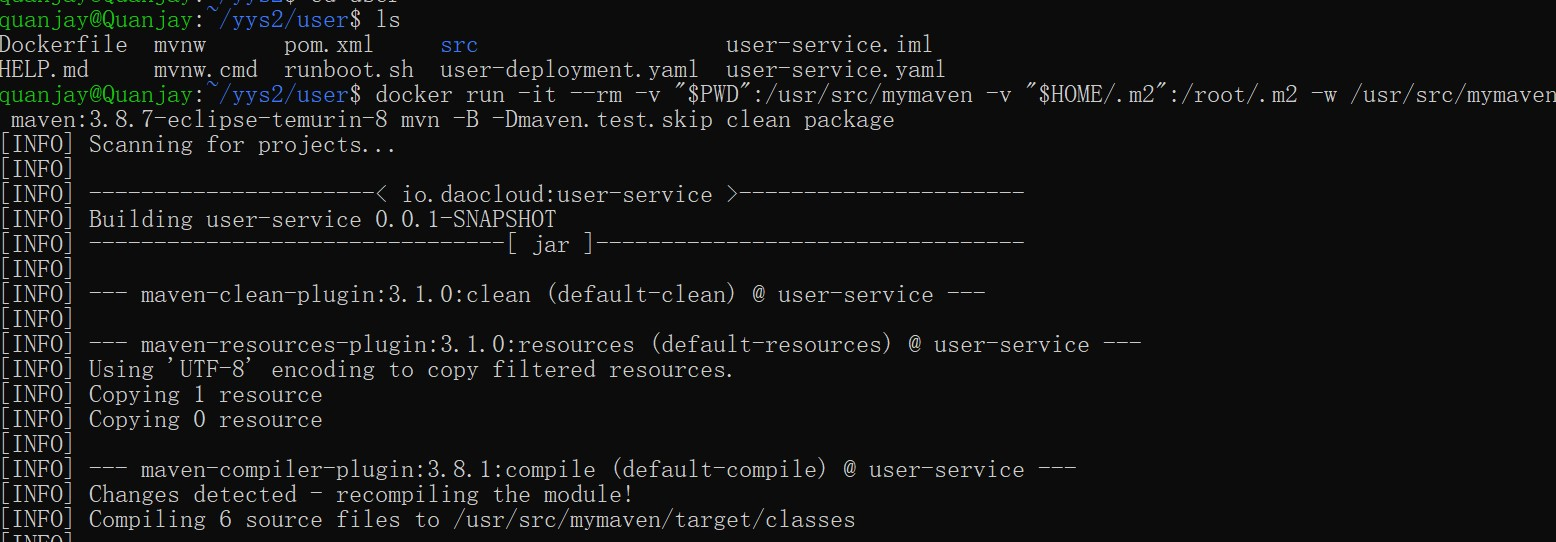 quanjay@Quanjay:~/yys2/user$ ls
Dockerfile  mvnw      pom.xml     src                   user-service.iml
HELP.md     mvnw.cmd  runboot.sh  user-deployment.yaml  user-service.yaml
quanjay@Quanjay:~/yys2/user$ docker run -it --rm -v "$PWD":/usr/src/mymaven -v "$HOME/.m2":/root/.m2 -w /usr/src/mymaven
 maven:3.8.7-eclipse-temurin-8 mvn -B -Dmaven.test.skip clean package
[INFO] Scanning for projects...
[INFO]
[INFO] ----------------------< io.daocloud:user-service >----------------------
[INFO] Building user-service 0.0.1-SNAPSHOT
[INFO] --------------------------------[ jar ]---------------------------------
[INFO]
[INFO] --- maven-clean-plugin:3.1.0:clean (default-clean) @ user-service ---
[INFO]
[INFO] --- maven-resources-plugin:3.1.0:resources (default-resources) @ user-service ---
[INFO] Using 'UTF-8' encoding to copy filtered resources.
[INFO] Copying 1 resource
[INFO] Copying 0 resource
[INFO]
[INFO] --- maven-compiler-plugin:3.8.1:compile (default-compile) @ user-service ---
[INFO] Changes detected - recompiling the module!
[INFO] Compiling 6 source files to /usr/src/mymaven/target/classes